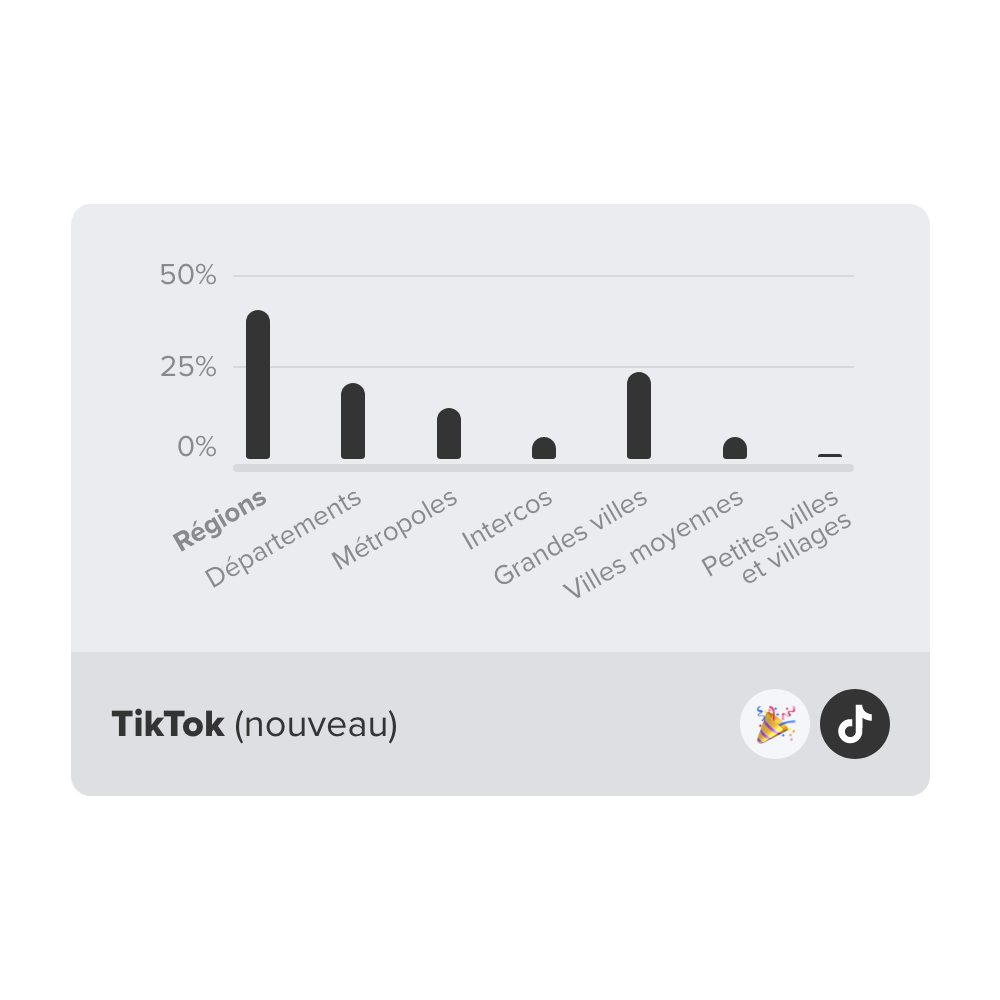 50%
25%
0%
Régions
Départements
Métropoles
Intercos
Grandes villes
Villes moyennes
Petites villes
et villages
TikTok (nouveau)